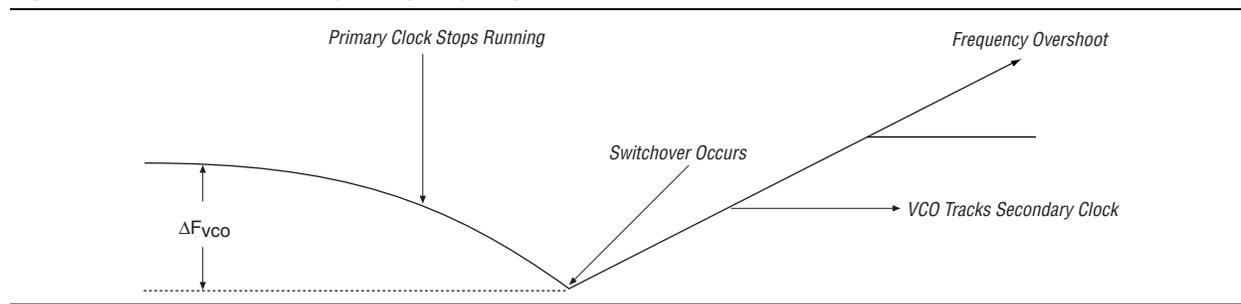 Primary Clock Stops Running
Frequency Overshoot
Switchover Occurs
VCO Tracks Secondary Clock
ΔFvco